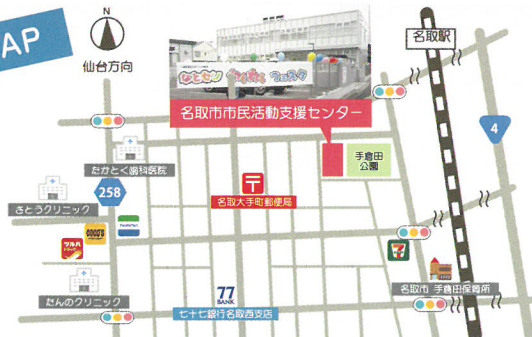 AP
N
仙台方向
名取駅
名取市市民活動支援センター
4
手倉田
公園
たかとく歯科医院
258
さとうクリニック
名取大手町郵便局
FamilyMart
ツルハ
ドラッグ
COCO'S
7
たんのクリニック
77
BANK
七十七銀行名取西支店
名取市 手倉田保育所